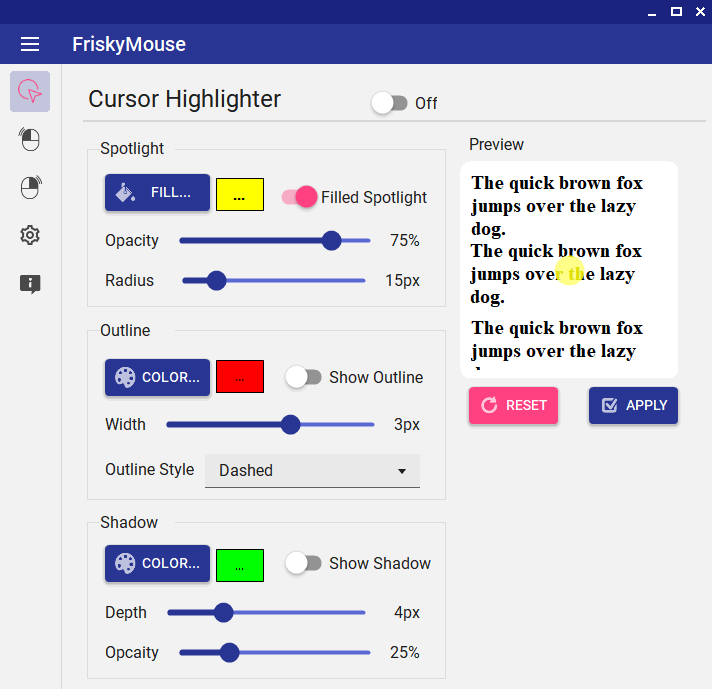 FriskyMouse
Cursor Highlighter
Off
Spotlight
FILL...
...
Filled Spotlight
Opacity
75%
Radius
15px
Outline
COLOR...
...
Show Outline
Width
3px
Outline Style
Dashed
Shadow
COLOR...
...
Show Shadow
Depth
4px
Opcaity
25%
Preview
The quick brown fox
jumps over the lazy
dog.
The quick brown fox
jumps over the lazy
dog.
The quick brown fox
jumps over the lazy
RESET
APPLY